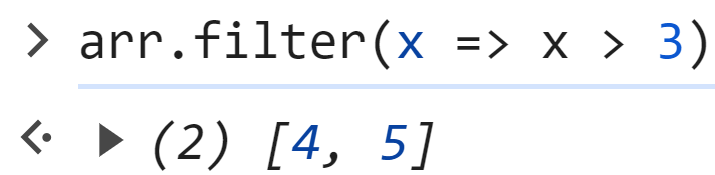 arr.filter(x => x > 3)
(2) [4, 5]